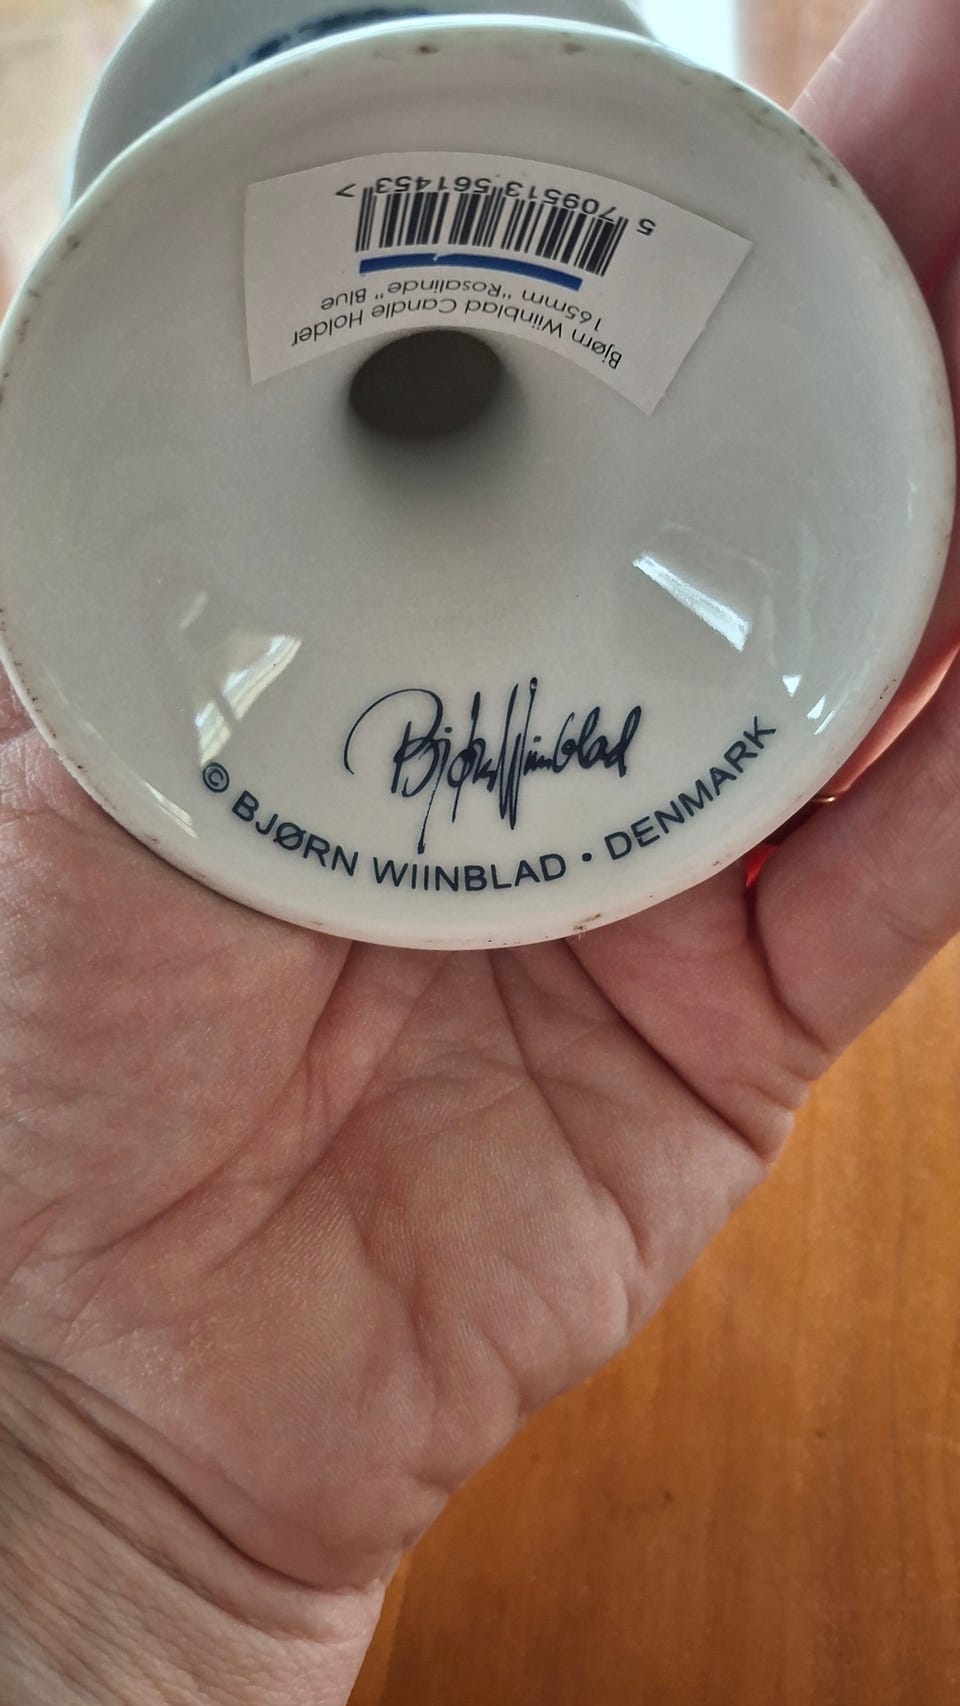 Bjørn Wiinblad Candle Holder
165mm "Rosalinde" Blue
5 709513 561453 >
Bjørn Wiinblad
© BJØRN WIINBLAD • DENMARK